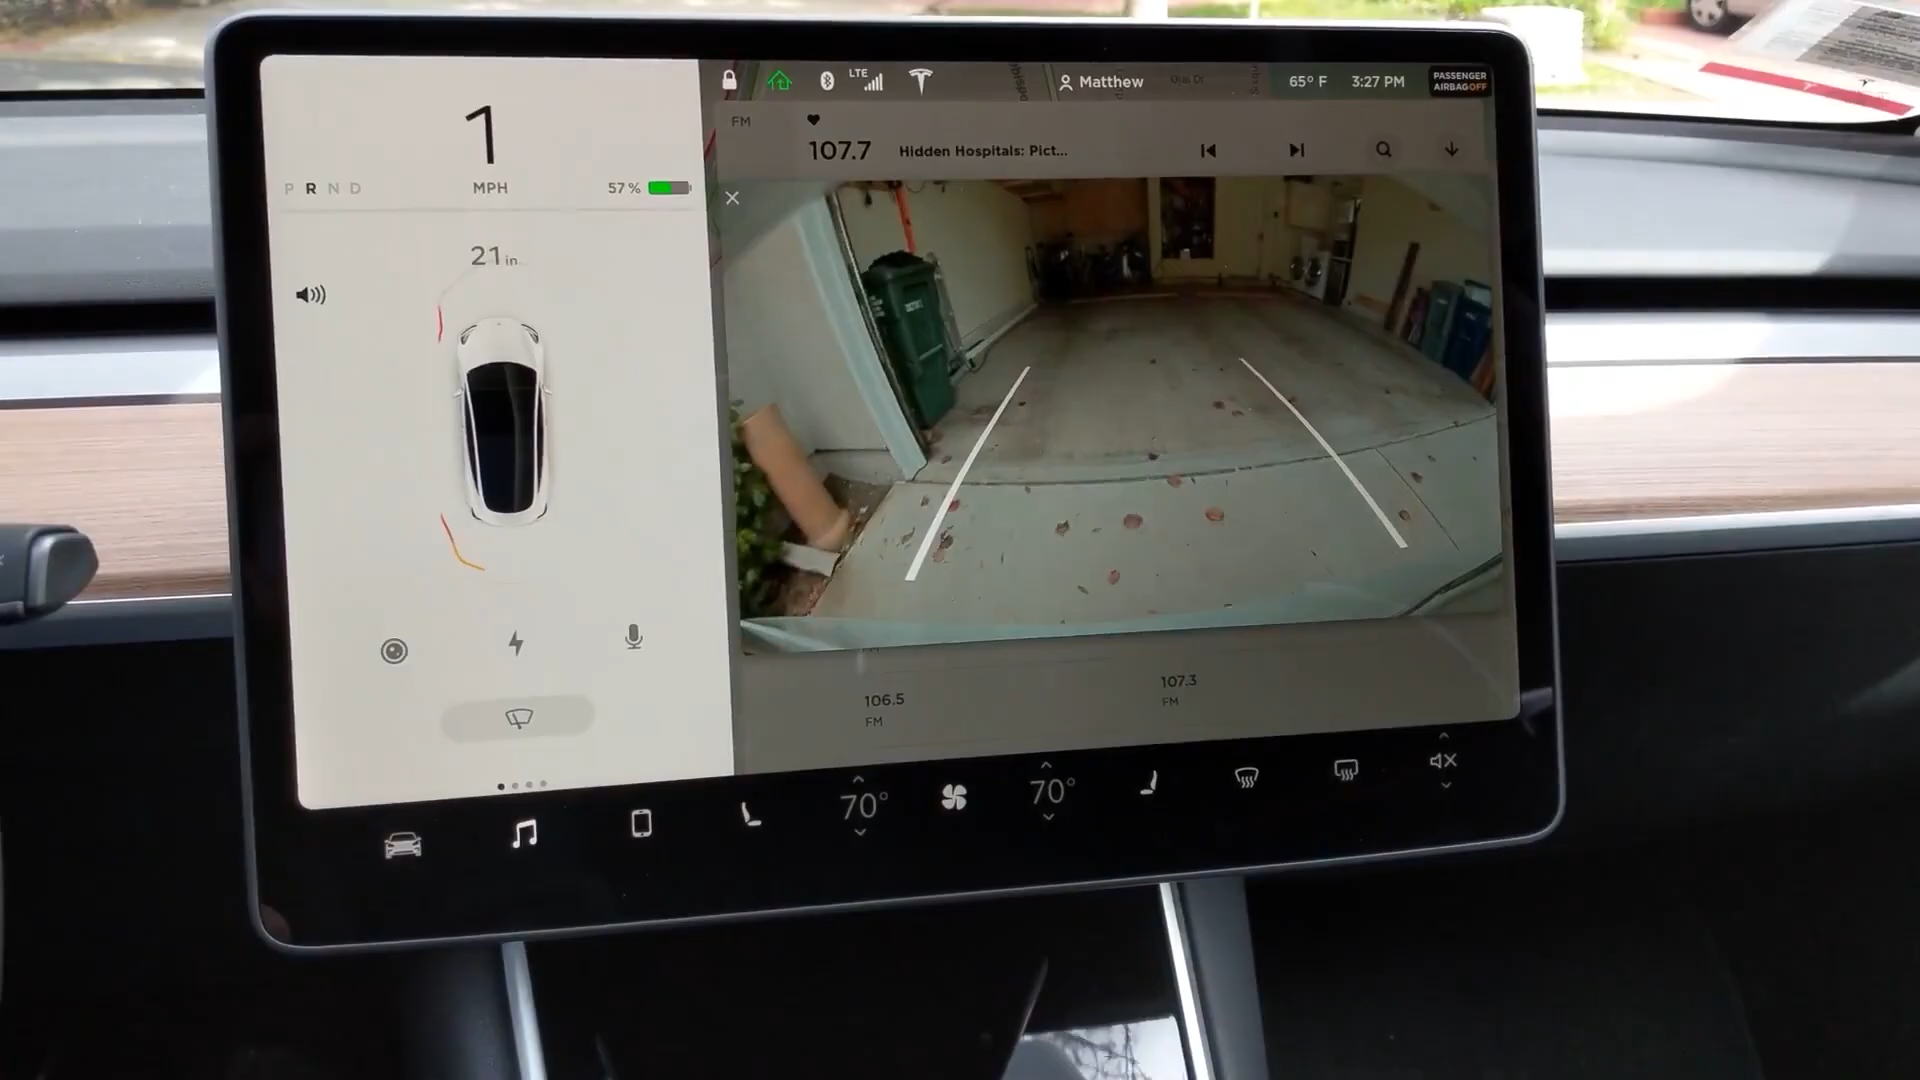 1
P R N D
MPH
57 %
21 in
LTE
Matthew
65° F
3:27 PM
PASSENGER
AIRBAG OFF
FM
107.7
Hidden Hospitals: Pict...
106.5
FM
107.3
FM
70°
70°